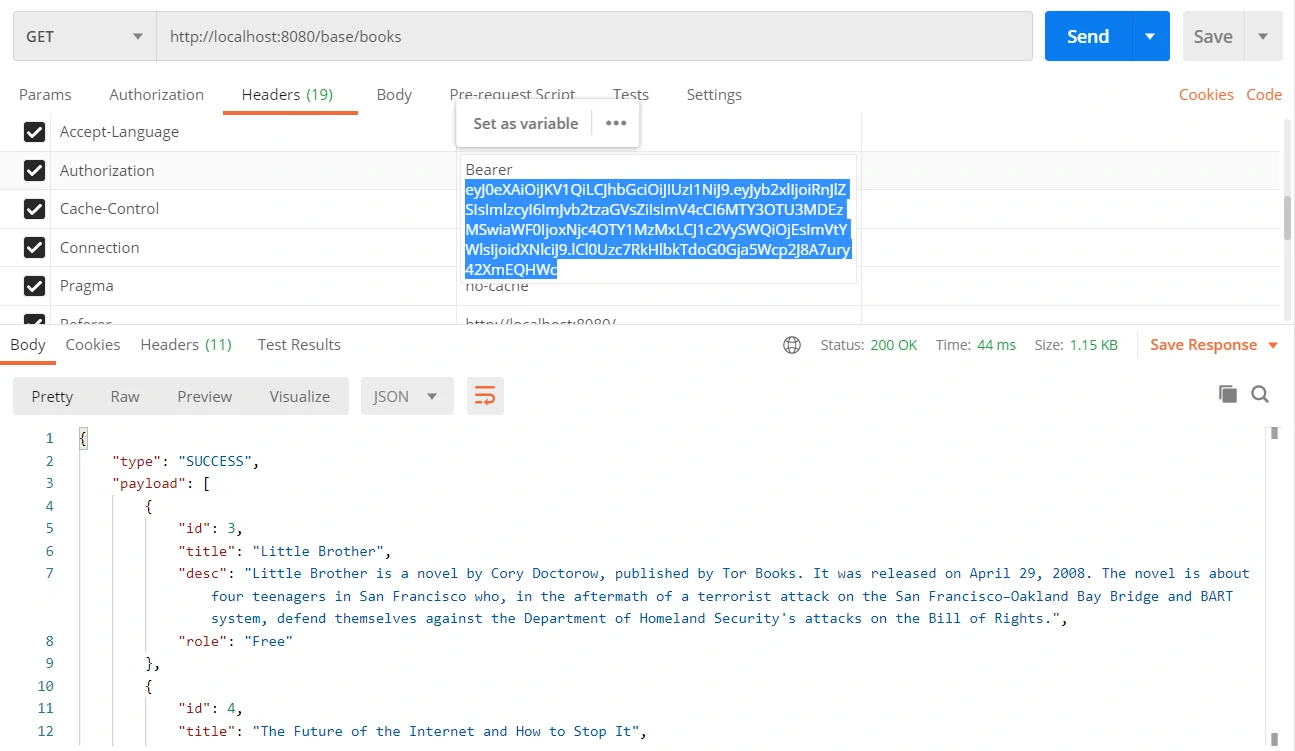 GET http://localhost:8080/base/books Send Save
Params Authorization Headers (19) Body Pre-request Script Tests Settings Cookies Code
Set as variable •••
Accept-Language
Authorization Bearer
eyJ0eXAiOiJKV1QiLCJhbGciOiJIUzI1NiJ9.eyJyb2xlIjoiRnJlZ
SIsImlzcyI6ImJvb2tzaGVsZiIsImV4cCI6MTY3OTU3MDEz
MSwiaWF0IjoxNjc4OTY1MzMxLCJ1c2VySWQiOjEsImVtY
WlsIjoidXNlciJ9.lCl0Uzc7RkHlbkTdoG0Gja5Wcp2J8A7ury
42XmEQHWc
Cache-Control
Connection
Pragma no-cache
Referer http://localhost:8080/
Body Cookies Headers (11) Test Results Status: 200 OK Time: 44 ms Size: 1.15 KB Save Response
Pretty Raw Preview Visualize JSON
1 {
2 "type": "SUCCESS",
3 "payload": [
4 {
5 "id": 3,
6 "title": "Little Brother",
7 "desc": "Little Brother is a novel by Cory Doctorow, published by Tor Books. It was released on April 29, 2008. The novel is about
four teenagers in San Francisco who, in the aftermath of a terrorist attack on the San Francisco–Oakland Bay Bridge and BART
system, defend themselves against the Department of Homeland Security's attacks on the Bill of Rights.",
8 "role": "Free"
9 },
10 {
11 "id": 4,
12 "title": "The Future of the Internet and How to Stop It",